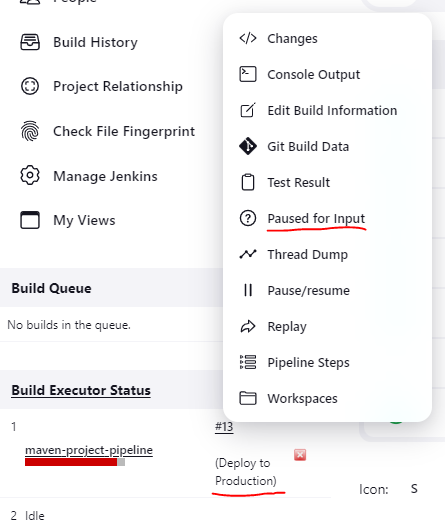 People
Build History
Project Relationship
Check File Fingerprint
Manage Jenkins
My Views
Build Queue
No builds in the queue.
Build Executor Status
1
maven-project-pipeline
#13
(Deploy to
Production)
2 Idle
Changes
Console Output
Edit Build Information
Git Build Data
Test Result
Paused for Input
Thread Dump
Pause/resume
Replay
Pipeline Steps
Workspaces
Icon: S